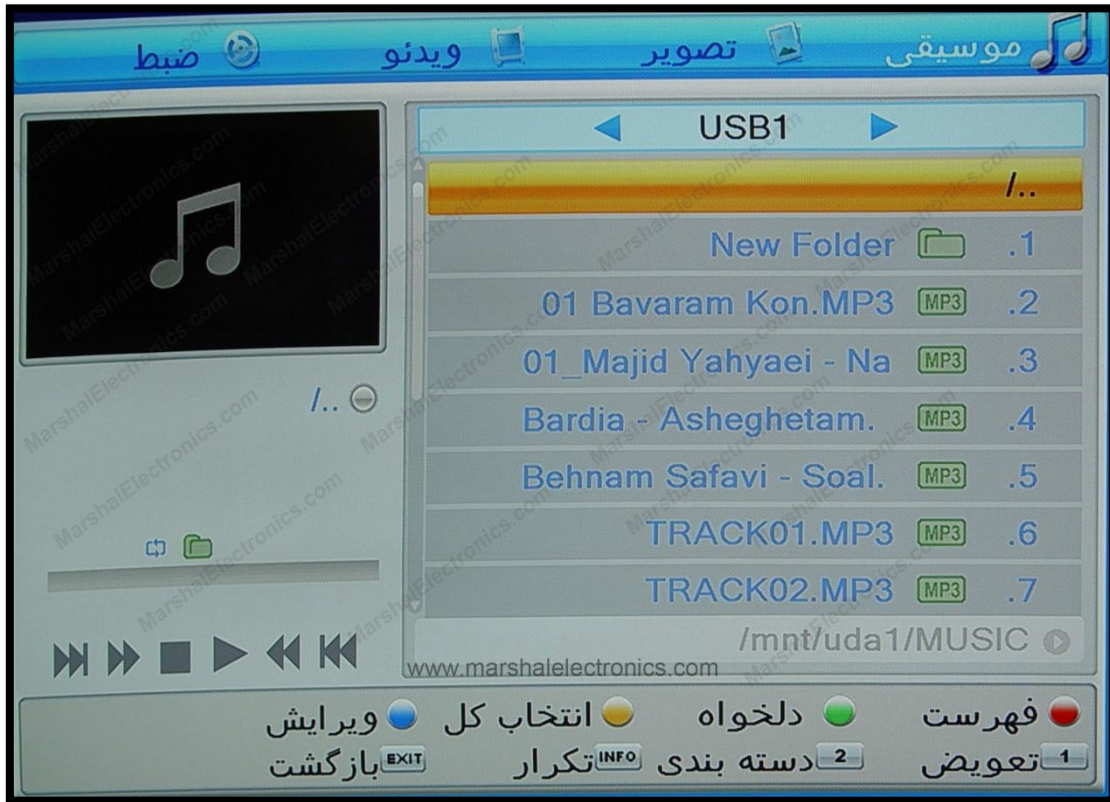 موسیقی تصویر ویدئو ضبط
USB1
/..
1. New Folder
2. MP3 01 Bavaram Kon.MP3
3. MP3 01_Majid Yahyaei - Na
4. MP3 Bardia - Asheghetam.
5. MP3 Behnam Safavi - Soal.
6. MP3 TRACK01.MP3
7. MP3 TRACK02.MP3
/mnt/uda1/MUSIC
/..
www.marshalelectronics.com
فهرست دلخواه انتخاب کل ویرایش
1 تعویض 2 دسته بندی INFO تکرار EXIT بازگشت
MarshalElectronics.com